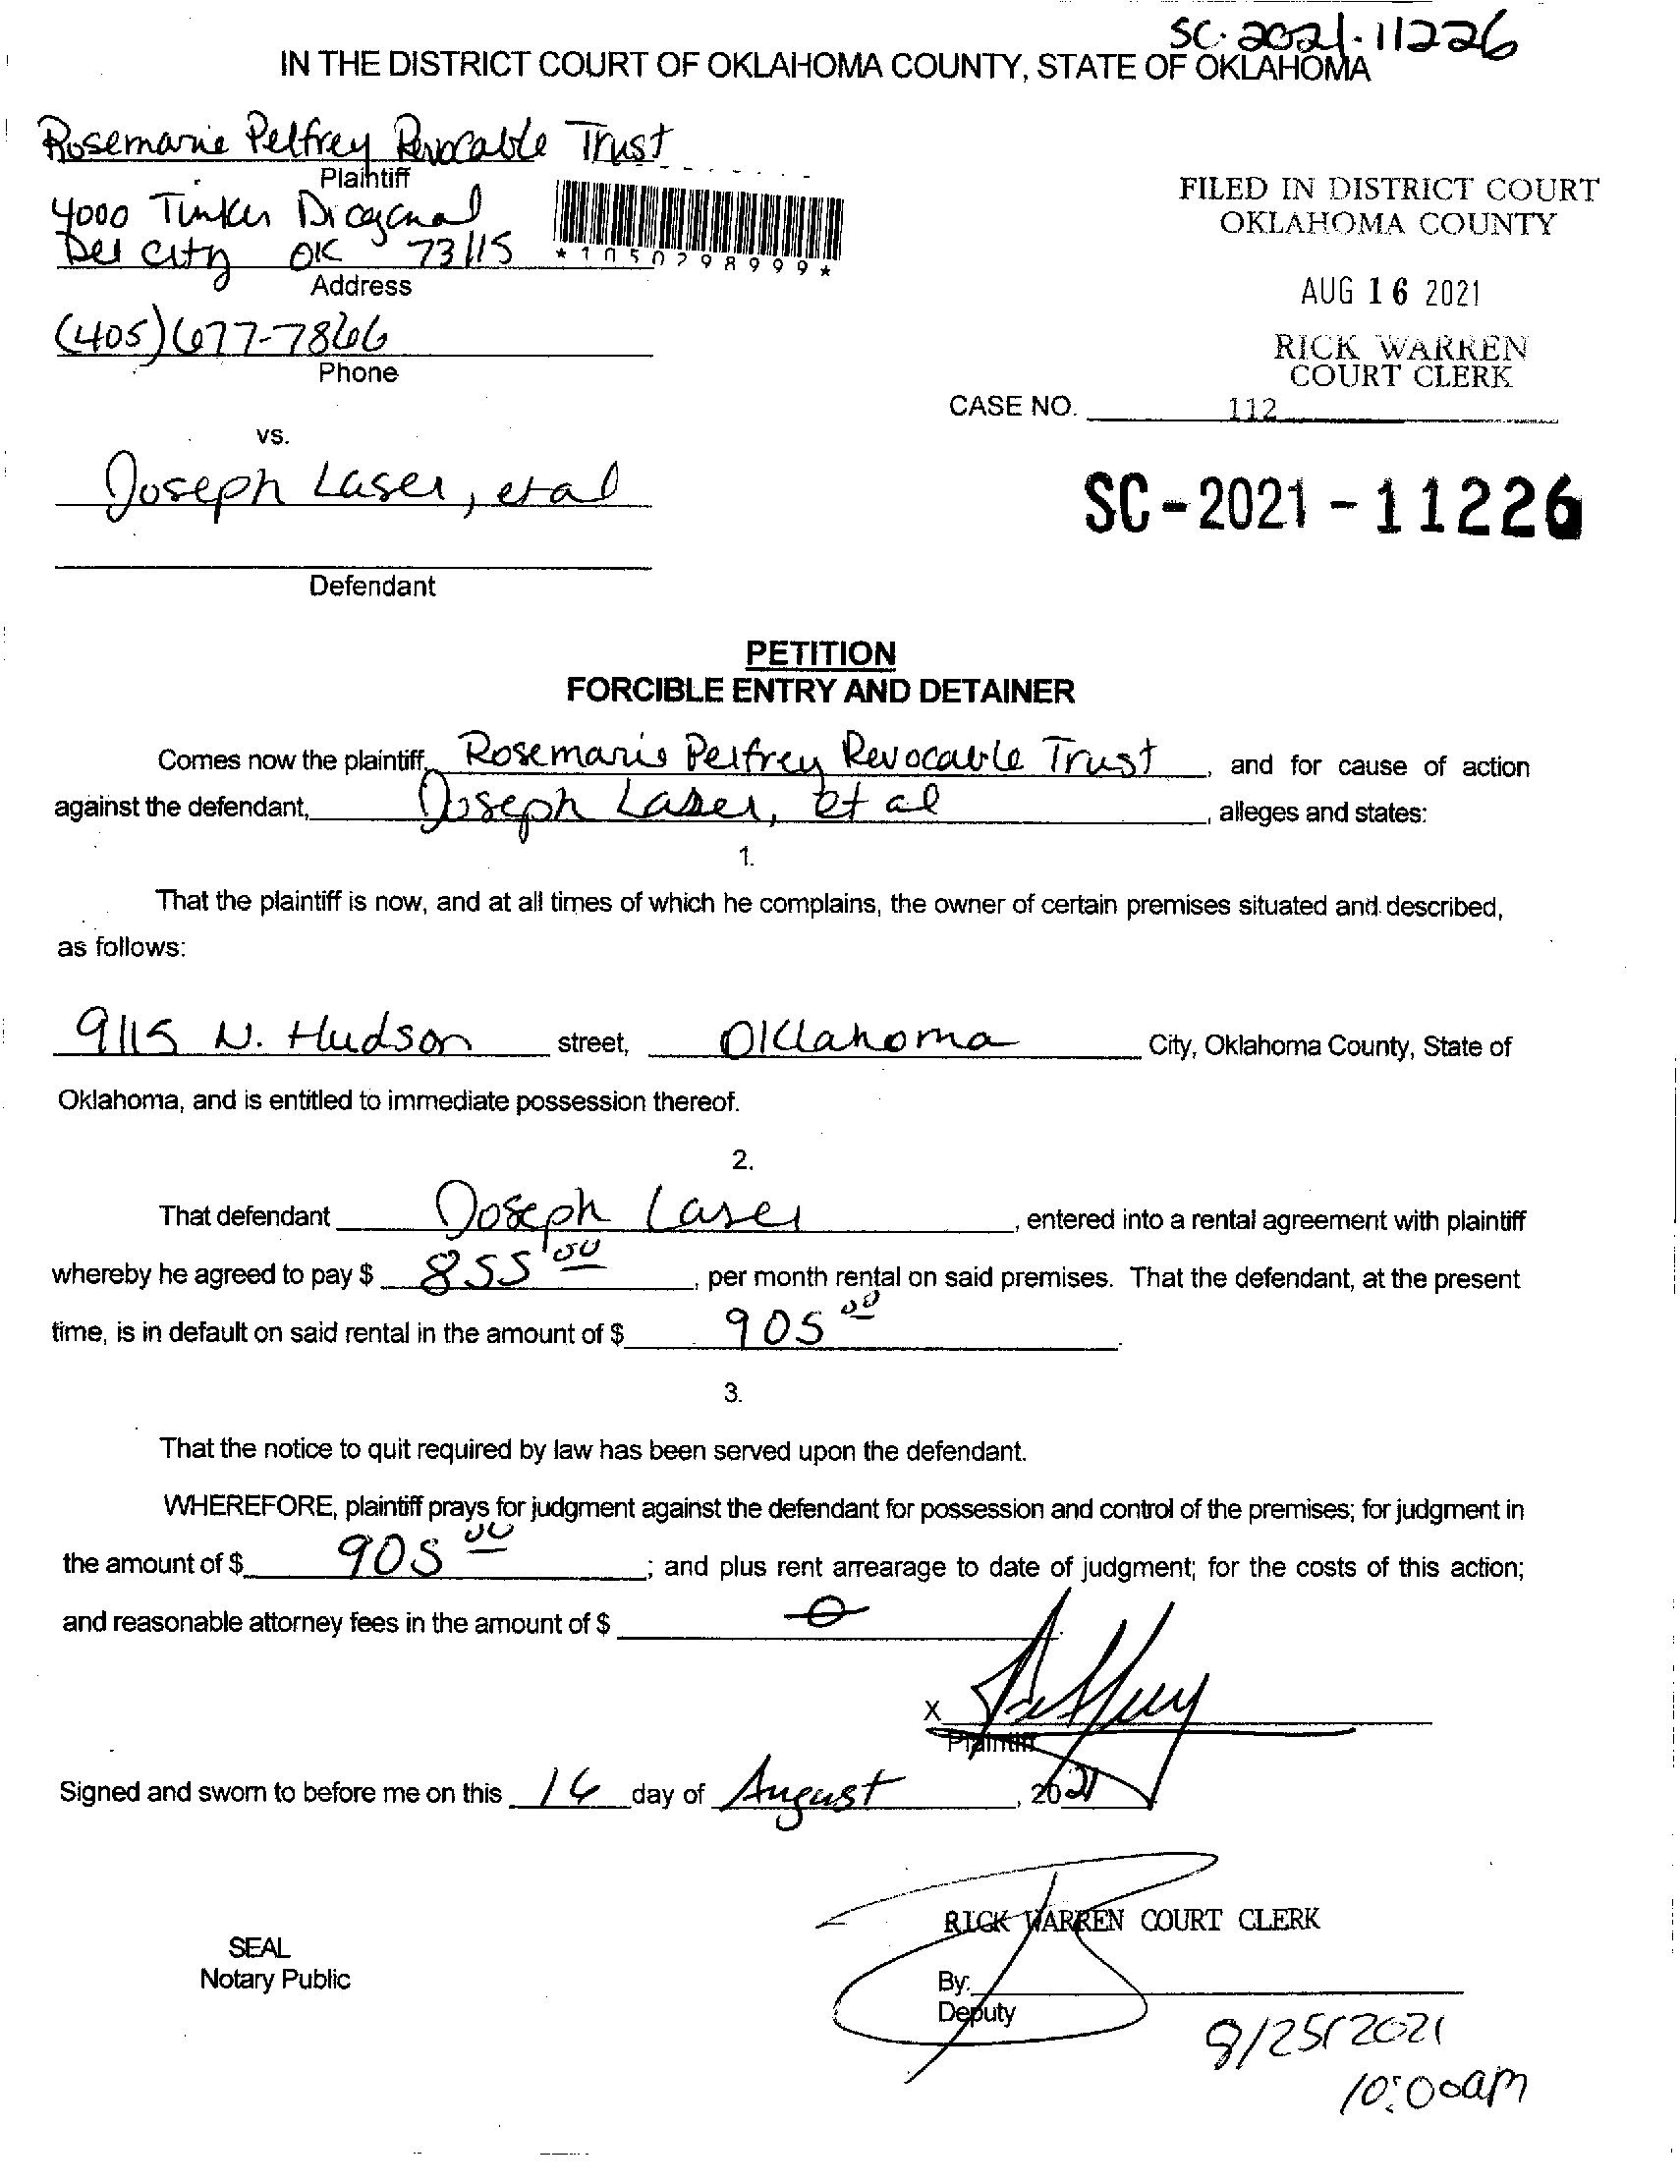 SC-2021-11226
IN THE DISTRICT COURT OF OKLAHOMA COUNTY, STATE OF OKLAHOMA
Rosemarie Pelfrey Revocable Trust
Plaintiff
4000 Tinker Diagonal
Del City OK 73115
*1050298999*
Address
(405)677-7866
Phone
FILED IN DISTRICT COURT
OKLAHOMA COUNTY
AUG 16 2021
RICK WARREN
COURT CLERK
CASE NO. 112
vs.
Joseph Laser, et al
SC-2021-11226
Defendant
PETITION
FORCIBLE ENTRY AND DETAINER
Comes now the plaintiff, Rosemarie Pelfrey Revocable Trust, and for cause of action
against the defendant, Joseph Laser, et al, alleges and states:
1.
That the plaintiff is now, and at all times of which he complains, the owner of certain premises situated and described,
as follows:
9115 N. Hudson street, Oklahoma City, Oklahoma County, State of
Oklahoma, and is entitled to immediate possession thereof.
2.
That defendant Joseph Laser, entered into a rental agreement with plaintiff
whereby he agreed to pay $ 855.00, per month rental on said premises. That the defendant, at the present
time, is in default on said rental in the amount of $ 905 00.
3.
That the notice to quit required by law has been served upon the defendant.
WHEREFORE, plaintiff prays for judgment against the defendant for possession and control of the premises; for judgment in
the amount of $ 905 00; and plus rent arrearage to date of judgment; for the costs of this action;
and reasonable attorney fees in the amount of $ 0
X
Plaintiff
Signed and sworn to before me on this 16 day of August, 2021
RICK WARREN COURT CLERK
SEAL
Notary Public
By:
Deputy
8/25/2021
10:00am